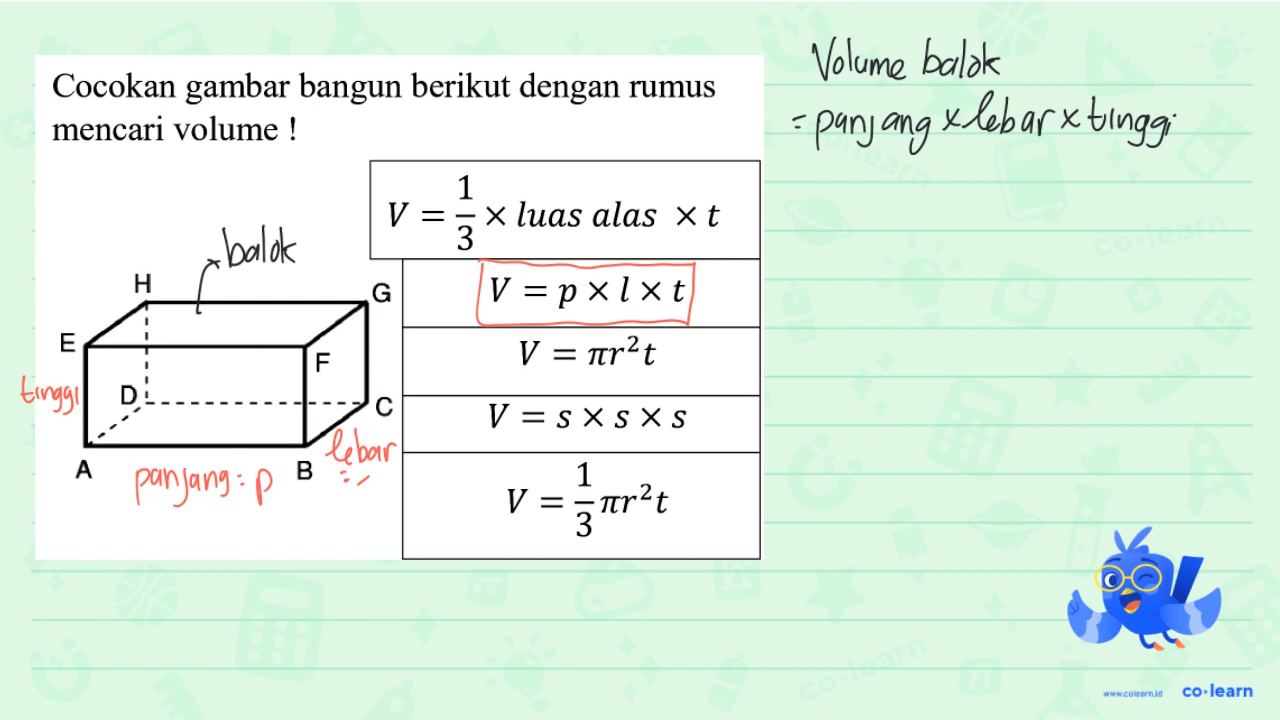 Cocokan gambar bangun berikut dengan rumus
mencari volume !
V = 1/3 × luas alas × t
V = p × l × t
V = πr²t
V = s × s × s
V = 1/3 πr²t
balok
H
G
E
F
tinggi
D
C
lebar
A
panjang = p
B
Volume balok
= panjang × lebar × tinggi
www.colearn.id
co·learn